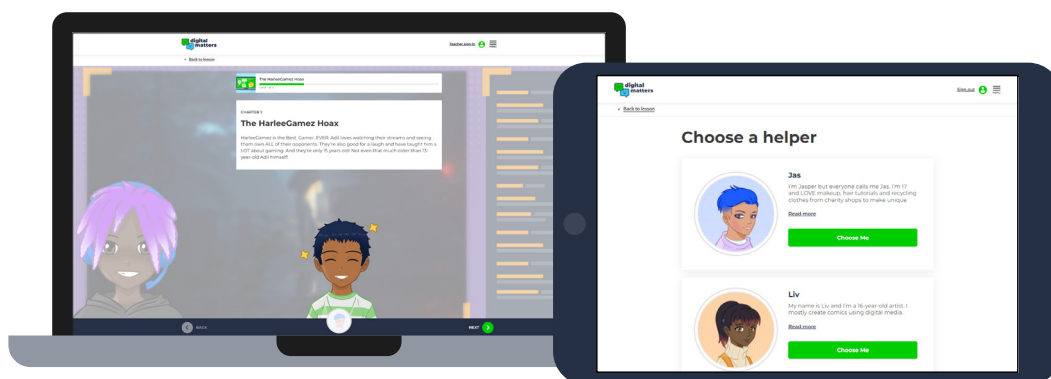 digital
matters
Teacher sign in
Back to lesson
The HarleeGamez Hoax
CHAPTER 1
The HarleeGamez Hoax
HarleeGamez is the Best. Gamer. EVER. Adil loves watching their streams and seeing
them own ALL of their opponents. They're also good for a laugh and have taught him a
LOT about gaming. And they're only 15 years old! Not even that much older than 13-
year-old Adil himself!
BACK
NEXT
digital
matters
Sign out
Back to lesson
Choose a helper
Jas
I'm Jasper but everyone calls me Jas. I'm 17
and LOVE makeup, hair tutorials and recycling
clothes from charity shops to make unique
Read more
Choose Me
Liv
My name is Liv and I'm a 16-year-old artist. I
mostly create comics using digital media.
Read more
Choose Me